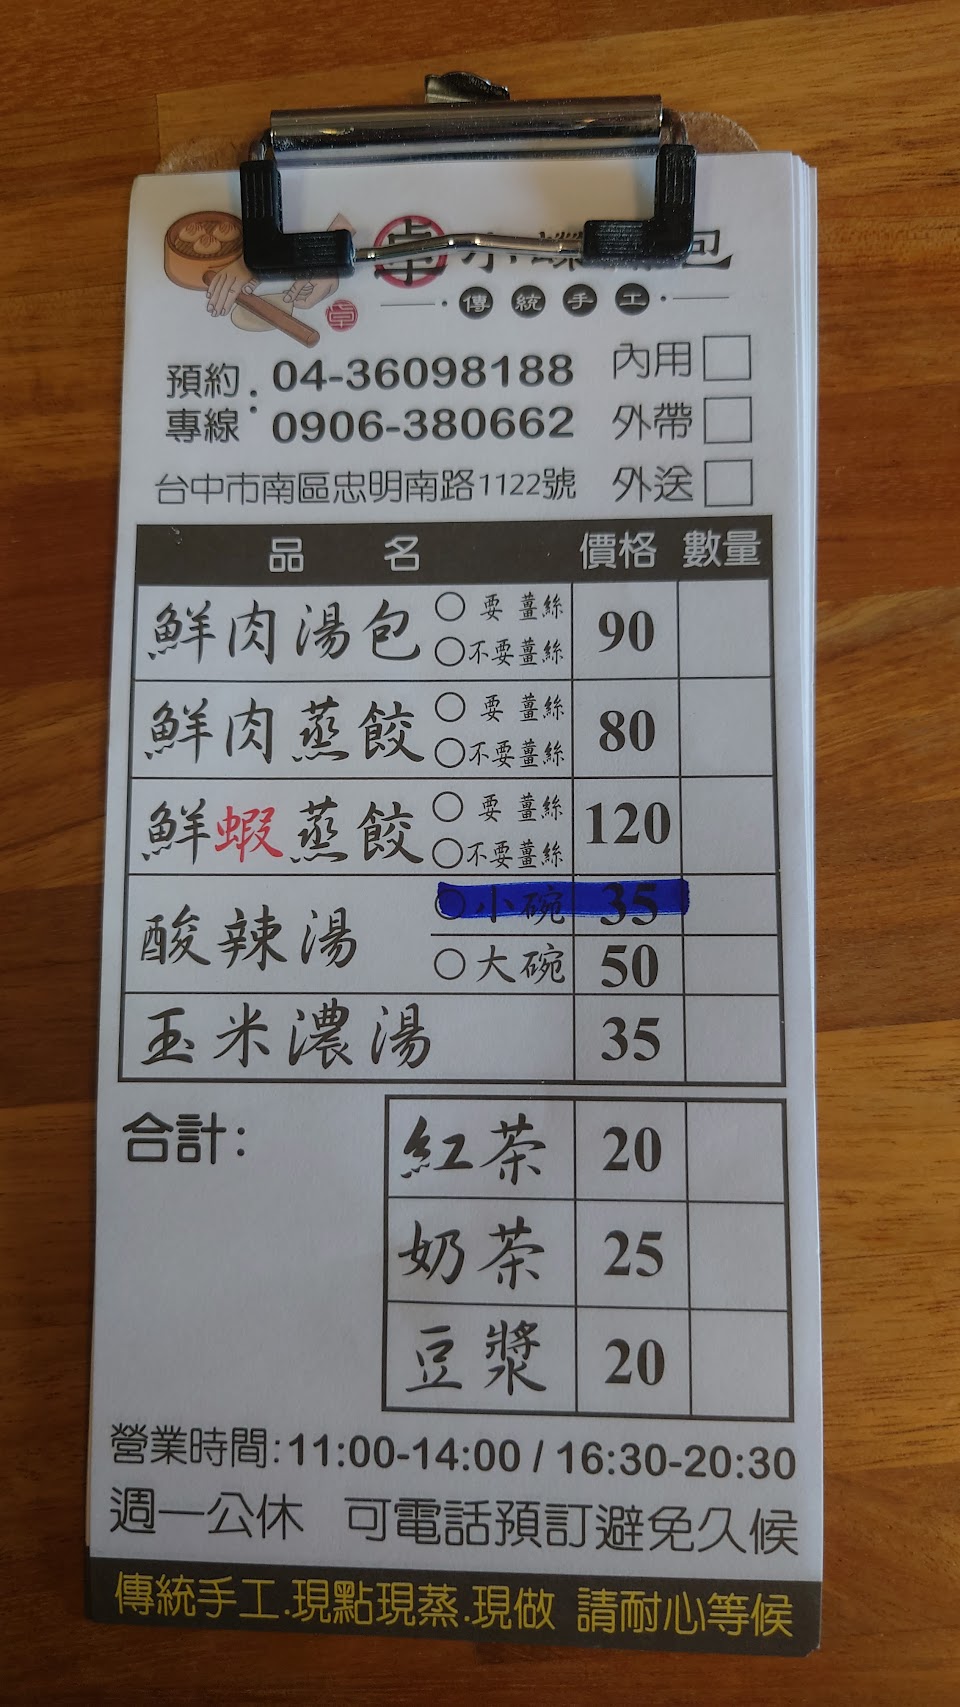 包
傳統手工
卓
預約專線: 04-36098188
0906-380662
台中市南區忠明南路1122號
內用
外帶
外送
品名 價格 數量
鮮肉湯包 要薑絲 不要薑絲 90
鮮肉蒸餃 要薑絲 不要薑絲 80
鮮蝦蒸餃 要薑絲 不要薑絲 120
酸辣湯 小碗 35
大碗 50
玉米濃湯 35
合計:
紅茶 20
奶茶 25
豆漿 20
營業時間:11:00-14:00 / 16:30-20:30
週一公休 可電話預訂避免久候
傳統手工.現點現蒸.現做 請耐心等候